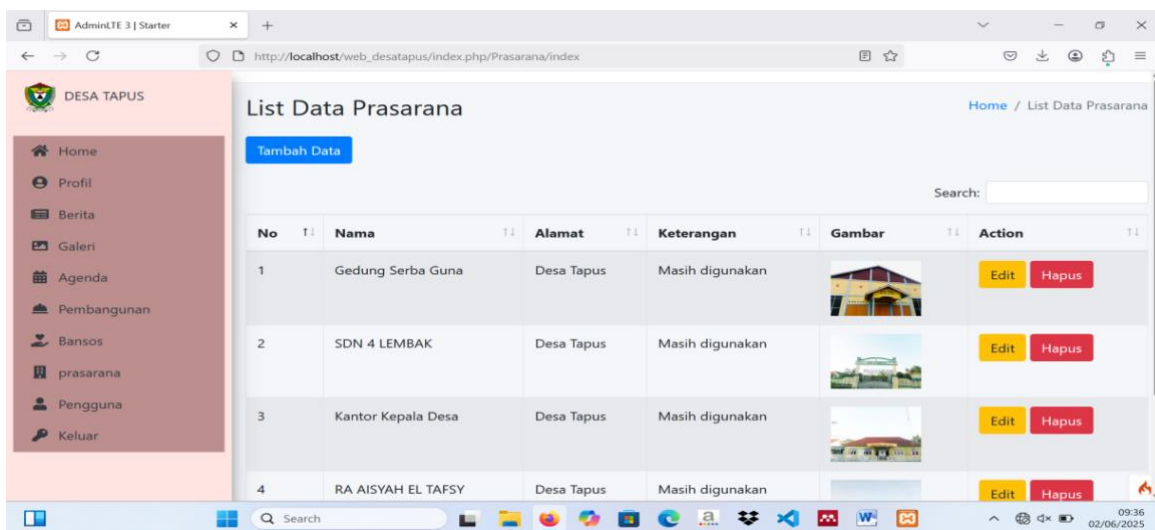 AdminLTE 3 | Starter
http://localhost/web_desatapus/index.php/Prasarana/index
DESA TAPUS
Home
Profil
Berita
Galeri
Agenda
Pembangunan
Bansos
prasarana
Pengguna
Keluar
List Data Prasarana
Home / List Data Prasarana
Tambah Data
Search:
No Nama Alamat Keterangan Gambar Action
1 Gedung Serba Guna Desa Tapus Masih digunakan Edit Hapus
2 SDN 4 LEMBAK Desa Tapus Masih digunakan Edit Hapus
3 Kantor Kepala Desa Desa Tapus Masih digunakan Edit Hapus
4 RA AISYAH EL TAFSY Desa Tapus Masih digunakan Edit Hapus
Search
09:36
02/06/2025